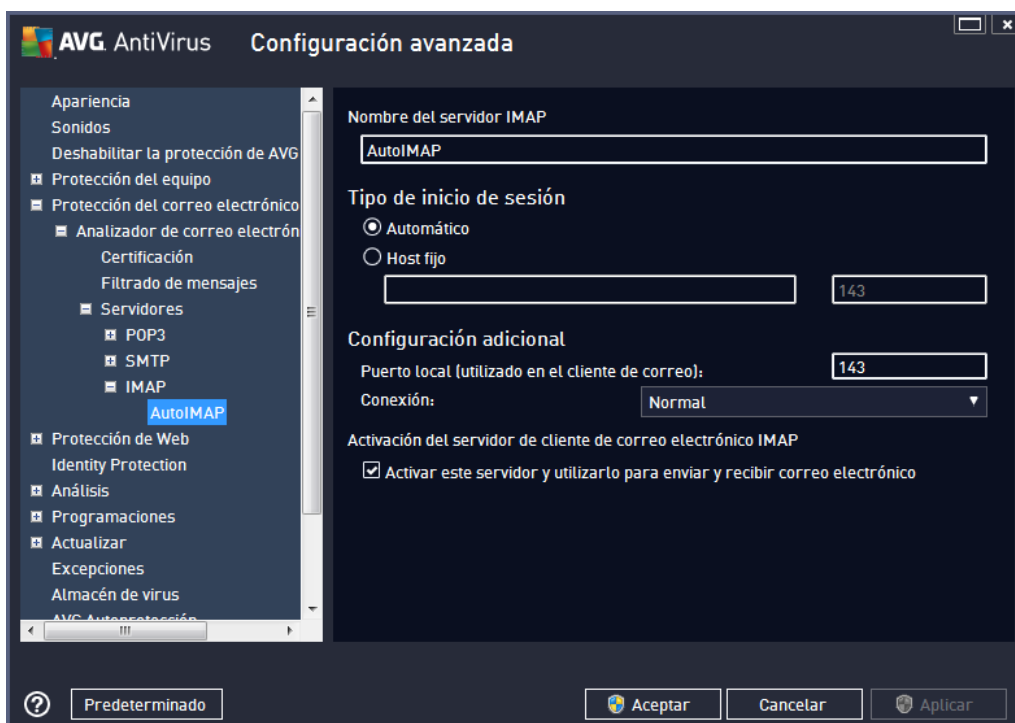 AVG. AntiVirus Configuración avanzada
Apariencia
Sonidos
Deshabilitar la protección de AVG
Protección del equipo
Protección del correo electrónico
Analizador de correo electrón
Certificación
Filtrado de mensajes
Servidores
POP3
SMTP
IMAP
AutoIMAP
Protección de Web
Identity Protection
Análisis
Programaciones
Actualizar
Excepciones
Almacén de virus
AVG Autoprotección
Nombre del servidor IMAP
AutoIMAP
Tipo de inicio de sesión
Automático
Host fijo
143
Configuración adicional
Puerto local (utilizado en el cliente de correo): 143
Conexión: Normal
Activación del servidor de cliente de correo electrónico IMAP
Activar este servidor y utilizarlo para enviar y recibir correo electrónico
? Predeterminado Aceptar Cancelar Aplicar